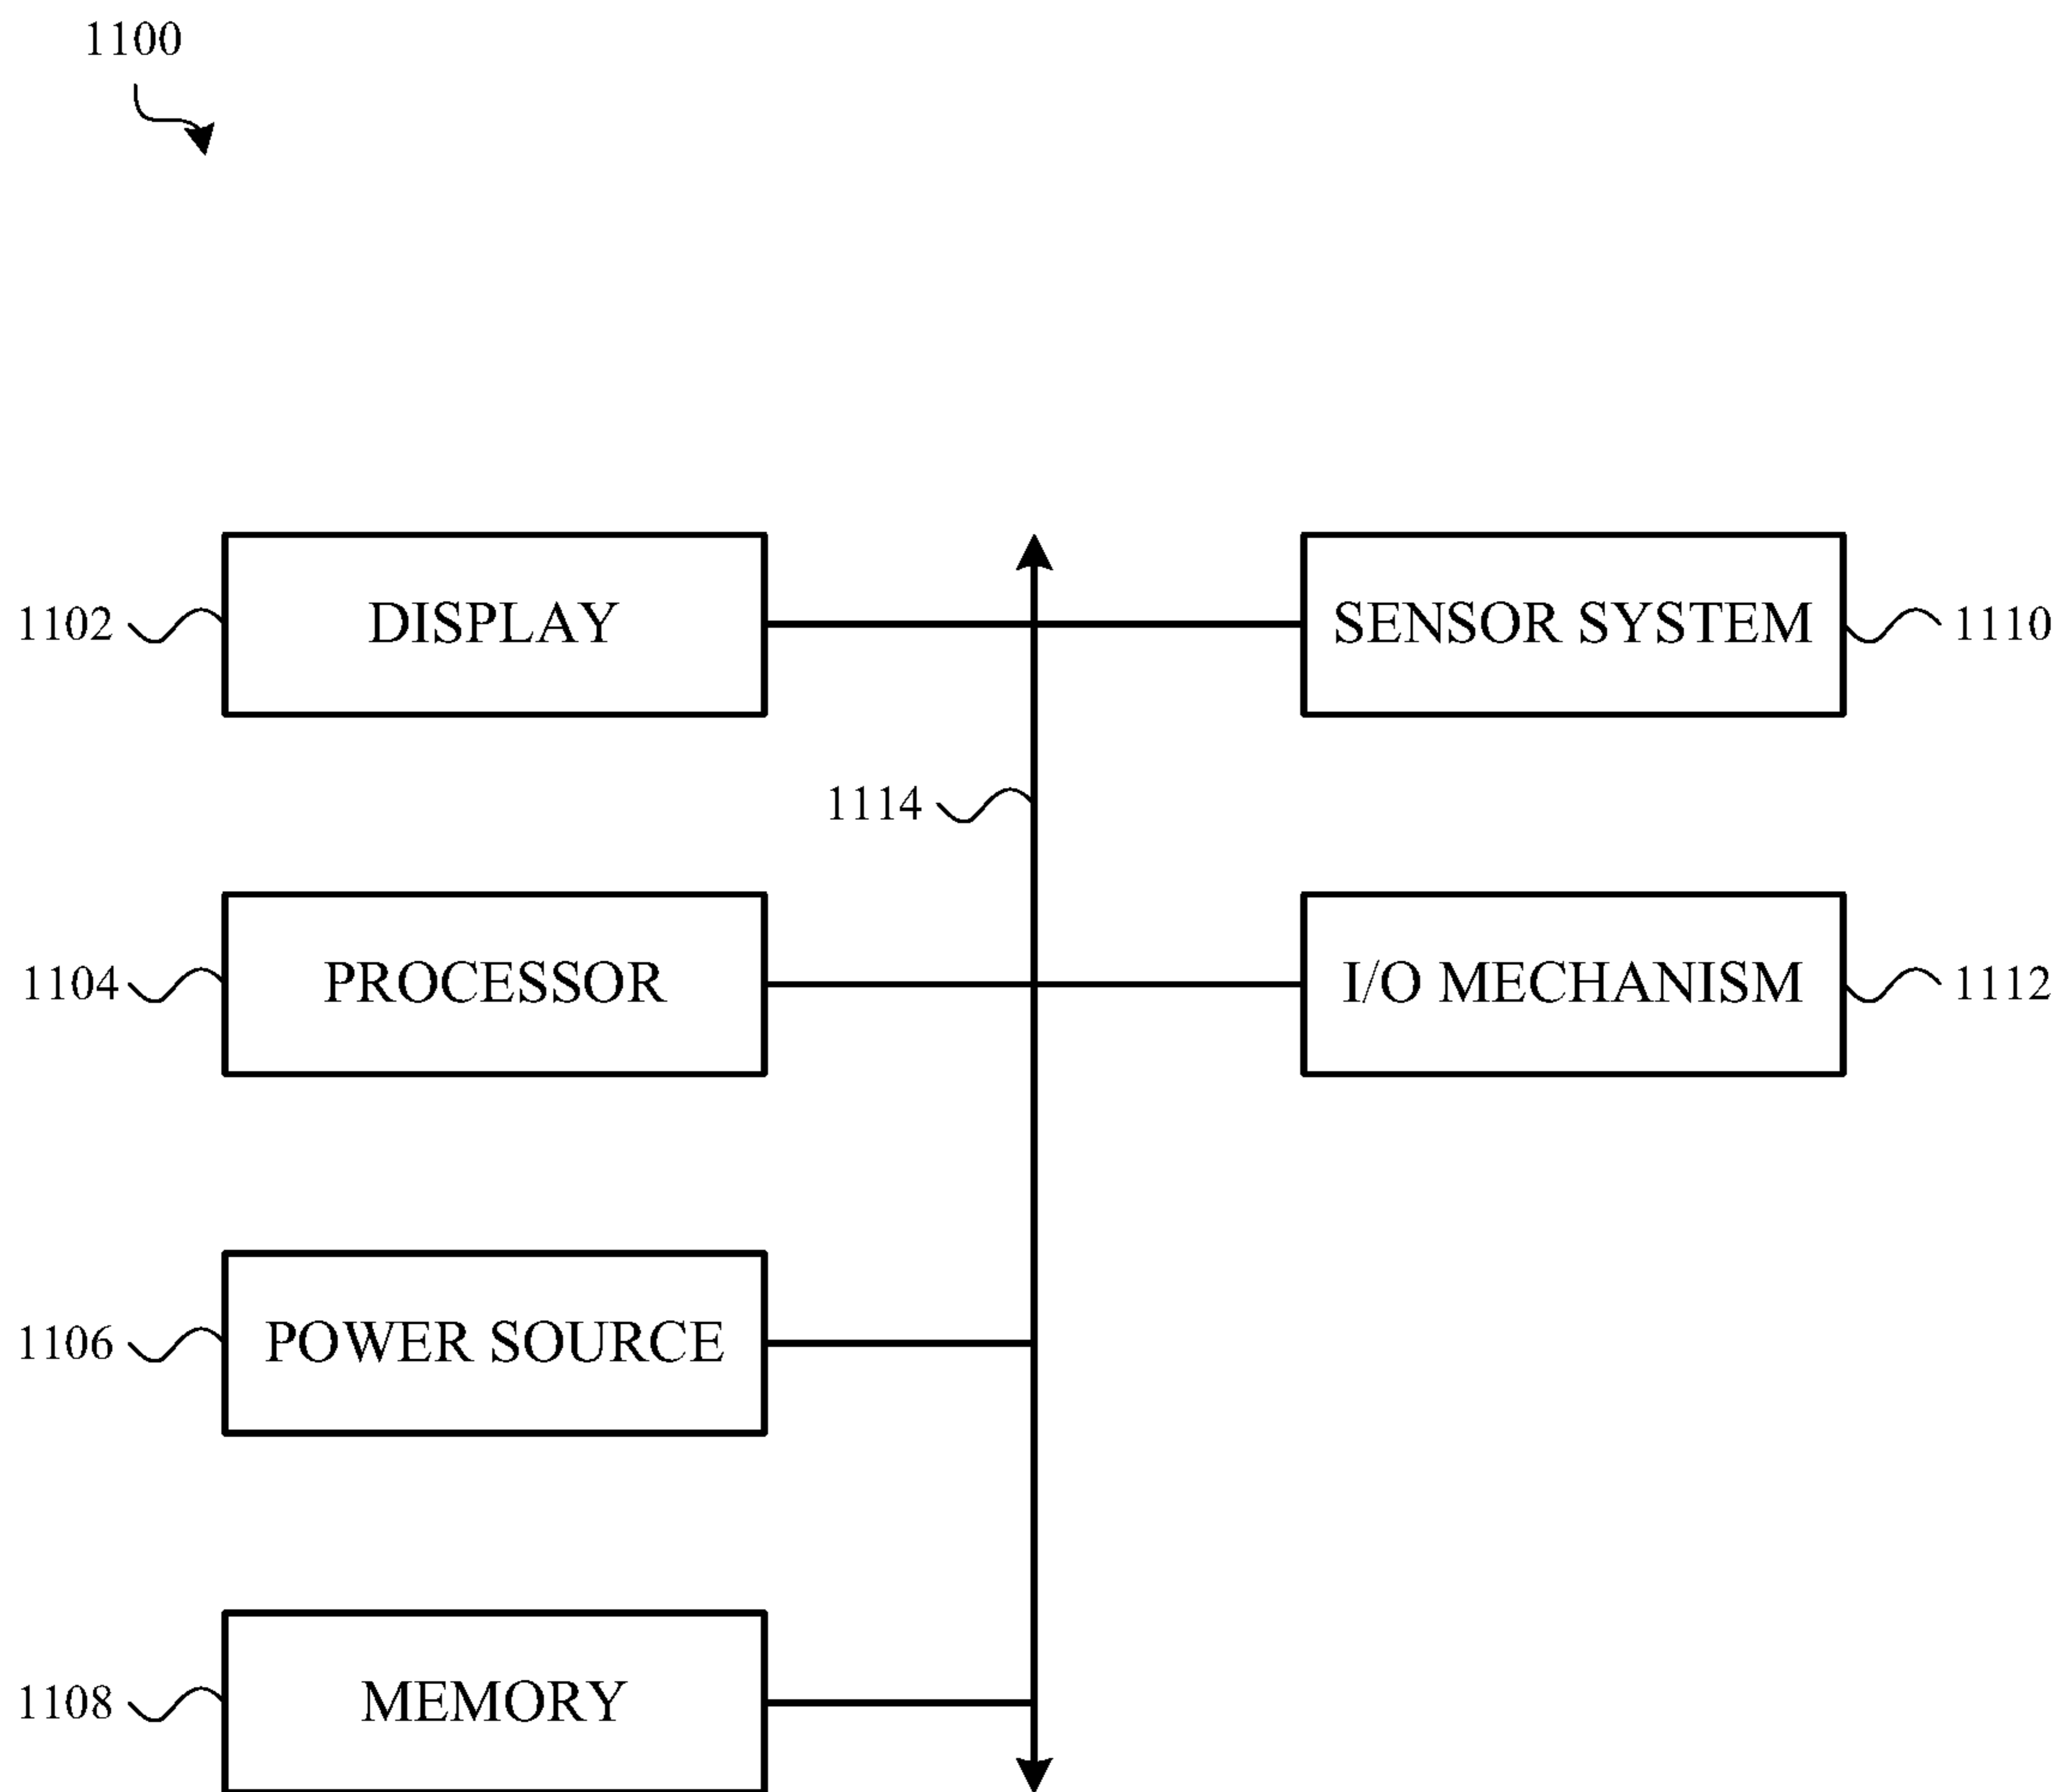 1100
1102 DISPLAY SENSOR SYSTEM 1110
1114
1104 PROCESSOR I/O MECHANISM 1112
1106 POWER SOURCE
1108 MEMORY